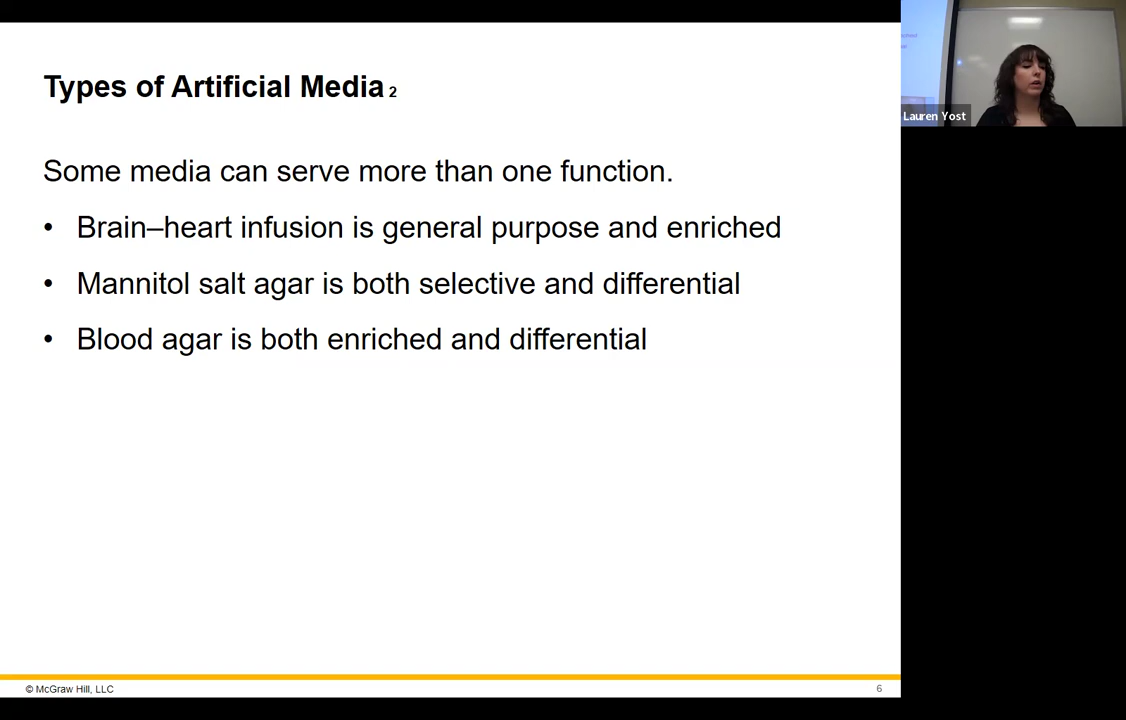 Types of Artificial Media 2
Some media can serve more than one function.
• Brain–heart infusion is general purpose and enriched
• Mannitol salt agar is both selective and differential
• Blood agar is both enriched and differential
© McGraw Hill, LLC
6
Lauren Yost